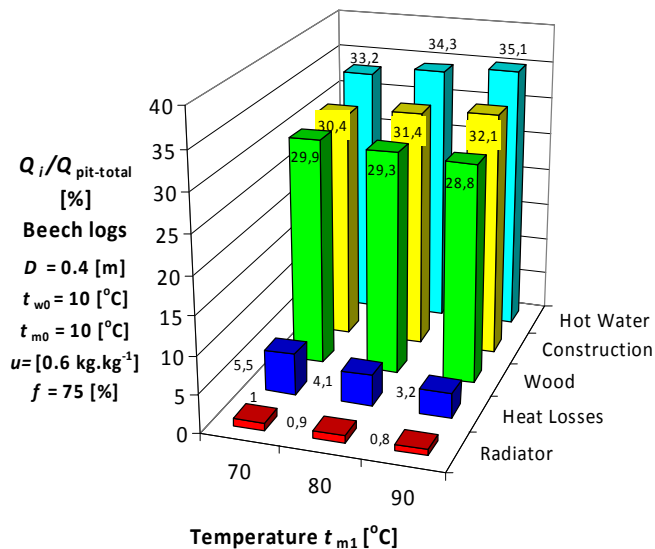 40
35
30
25
20
15
10
5
0
Q i/Q pit-total
[%]
Beech logs
D = 0.4 [m]
t w0 = 10 [°C]
t m0 = 10 [°C]
u= [0.6 kg.kg-1]
f = 75 [%]
33,2 34,3 35,1
30,4 31,4 32,1
29,9 29,3 28,8
5,5 4,1 3,2
1 0,9 0,8
Hot Water
Construction
Wood
Heat Losses
Radiator
70 80 90
Temperature t m1 [°C]